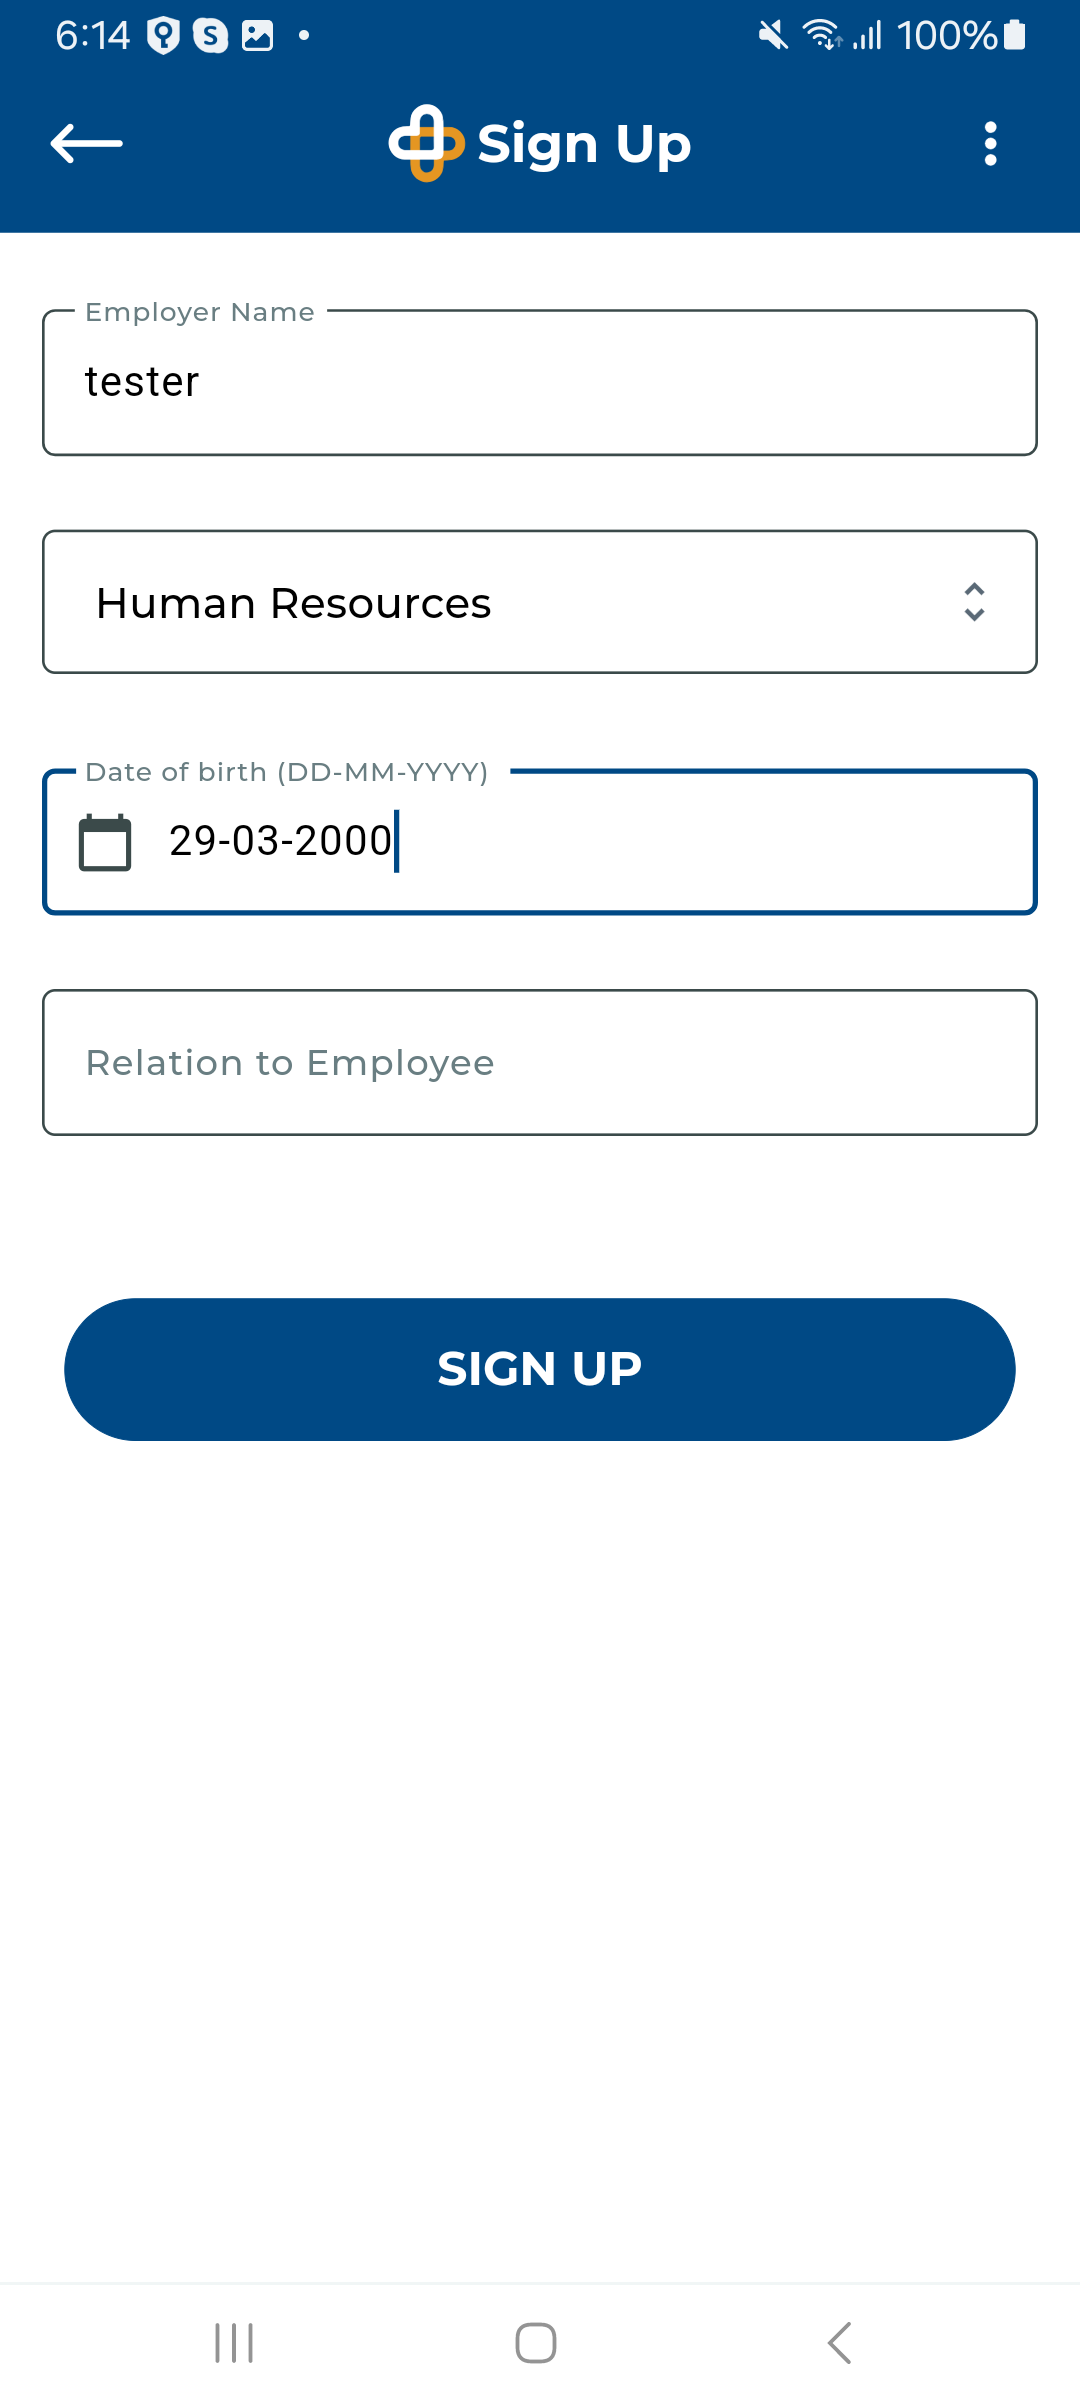 6:14 S 100%
Sign Up
Employer Name
tester
Human Resources
Date of birth (DD-MM-YYYY)
29-03-2000
Relation to Employee
SIGN UP